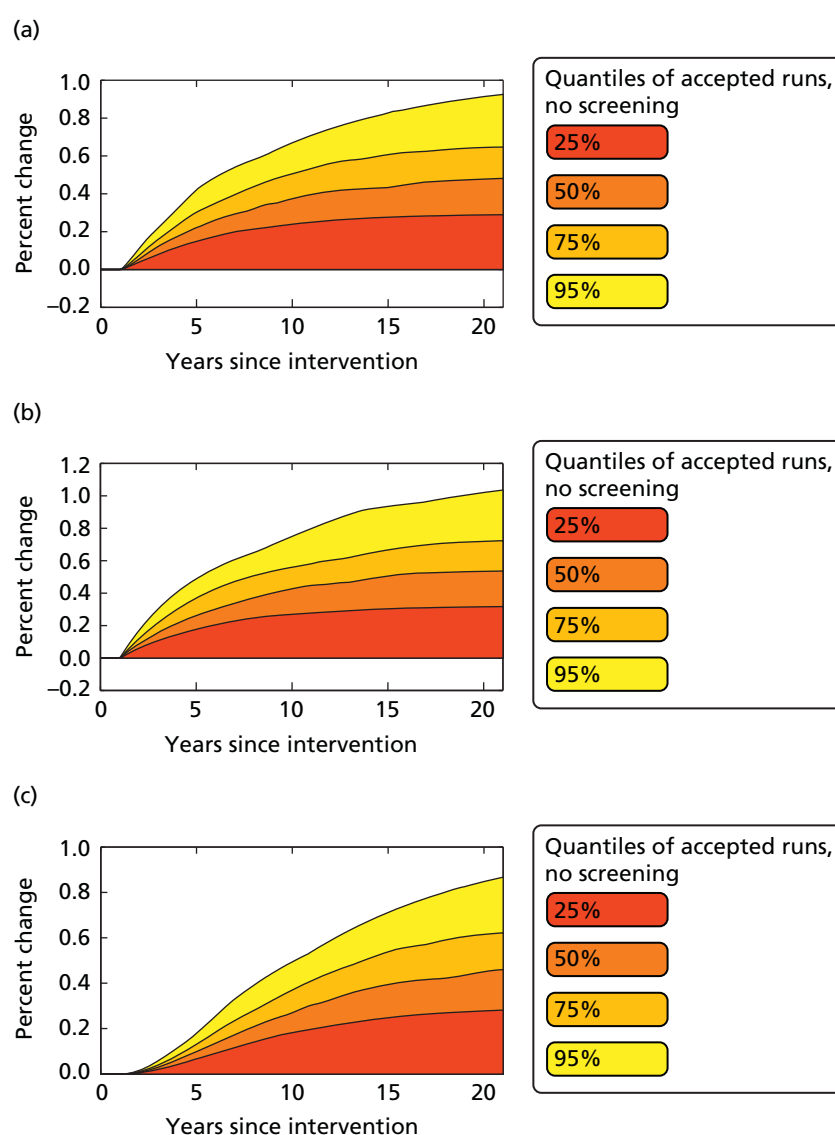 (a)
Percent change
1.0
0.8
0.6
0.4
0.2
0.0
–0.2
0 5 10 15 20
Years since intervention
Quantiles of accepted runs,
no screening
25%
50%
75%
95%
(b)
Percent change
1.2
1.0
0.8
0.6
0.4
0.2
0.0
–0.2
0 5 10 15 20
Years since intervention
Quantiles of accepted runs,
no screening
25%
50%
75%
95%
(c)
Percent change
1.0
0.8
0.6
0.4
0.2
0.0
0 5 10 15 20
Years since intervention
Quantiles of accepted runs,
no screening
25%
50%
75%
95%